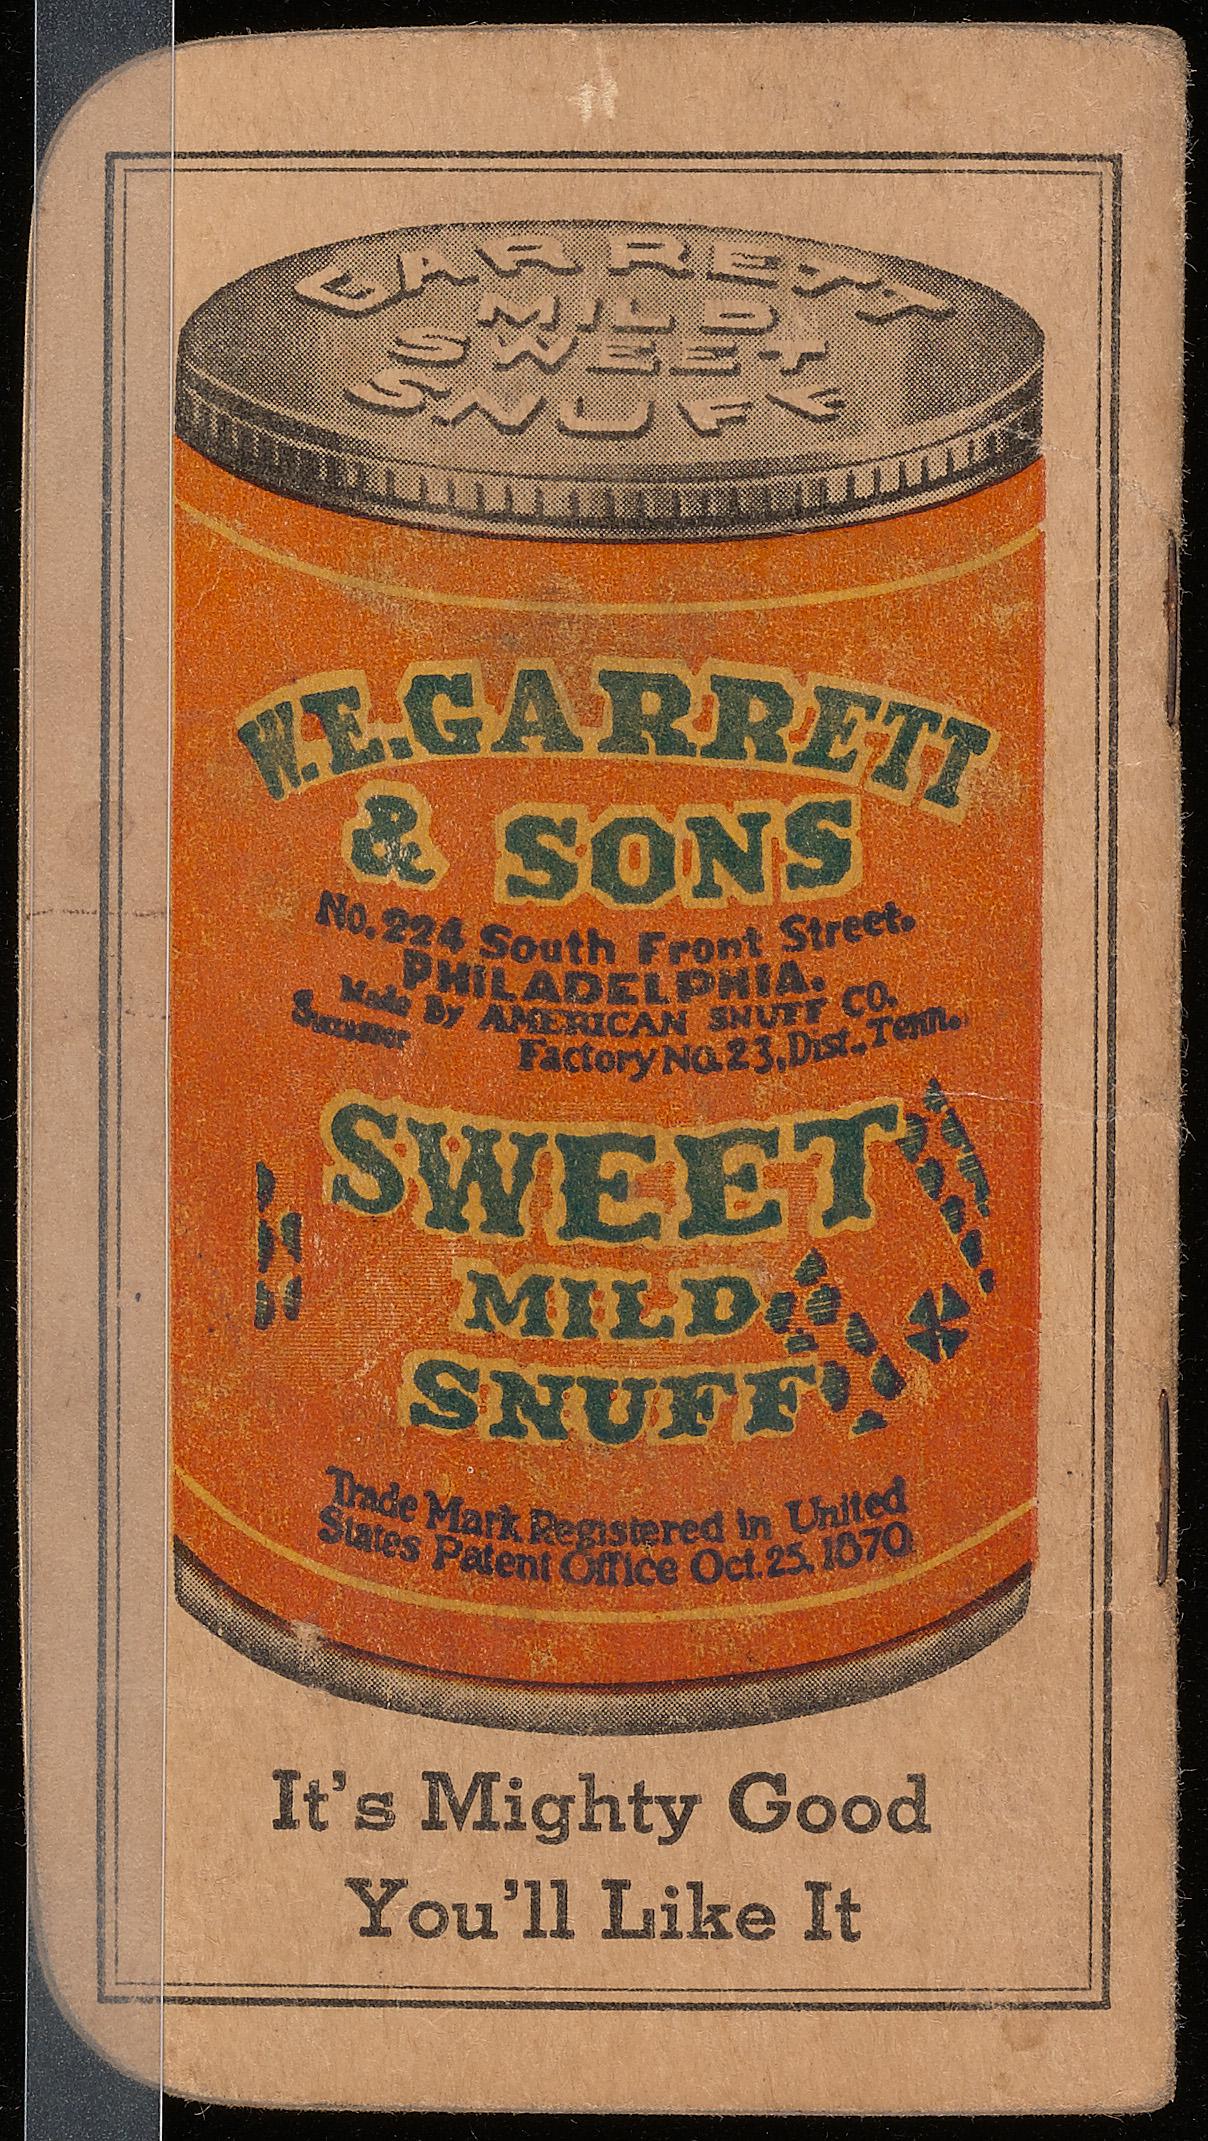 GARRETT
MILD
SWEET
SNUFF
W.E. GARRETT
& SONS
No. 224 South Front Street.
PHILADELPHIA.
Made By AMERICAN SNUFF CO.
Sucessor Factory No. 23, Dist., Tenn.
SWEET
MILD
SNUFF
Trade Mark Registered in United
States Patent Office Oct. 25, 1870
It's Mighty Good
You'll Like It